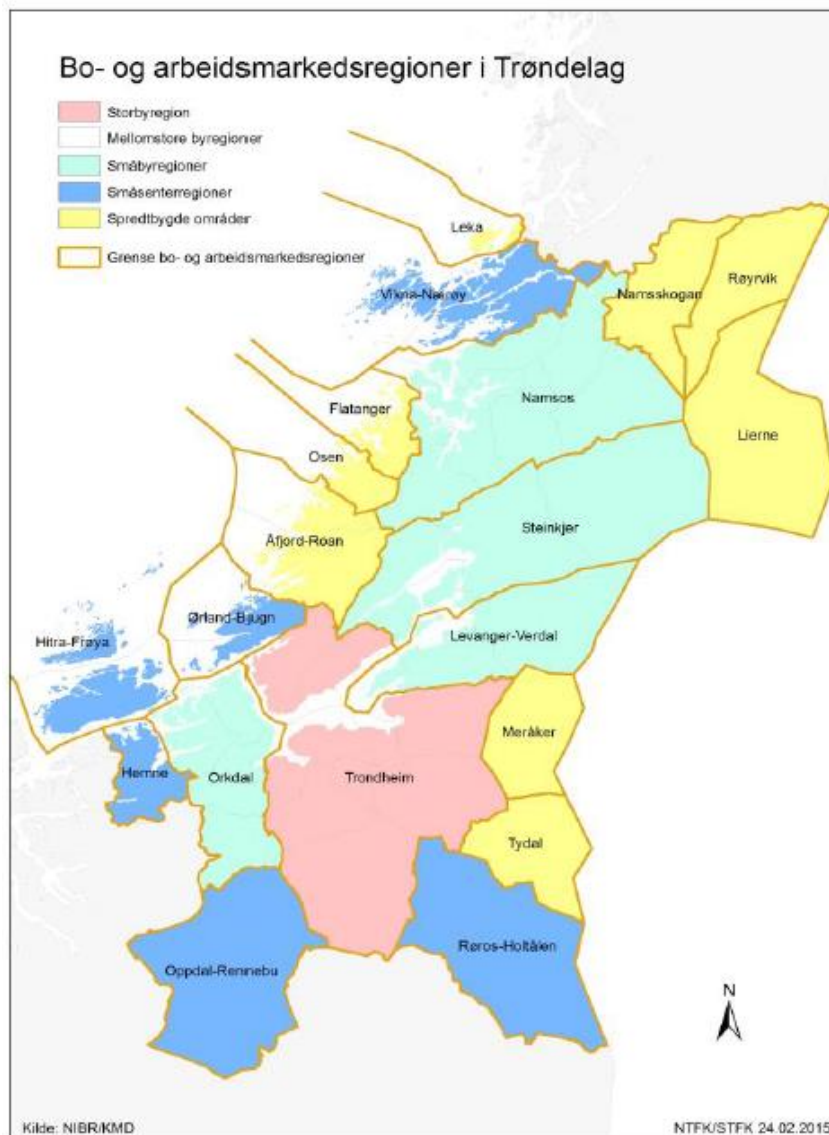 Bo- og arbeidsmarkedsregioner i Trøndelag
Storbyregion
Mellomstore byregionier
Småbyregioner
Småsenterregioner
Spredtbygde områder
Grense bo- og arbeidsmarkedsregioner
Leka
Vikna-Nærøy
Namsskogan
Røyrvik
Flatanger
Namsos
Lierne
Osen
Steinkjer
Åfjord-Roan
Ørland-Bjugn
Hitra-Frøya
Levanger-Verdal
Meråker
Hemne
Orkdal
Trondheim
Tydal
Røros-Holtålen
Oppdal-Rennebu
N
Kilde: NIBR/KMD
NTFK/STFK 24.02.2015